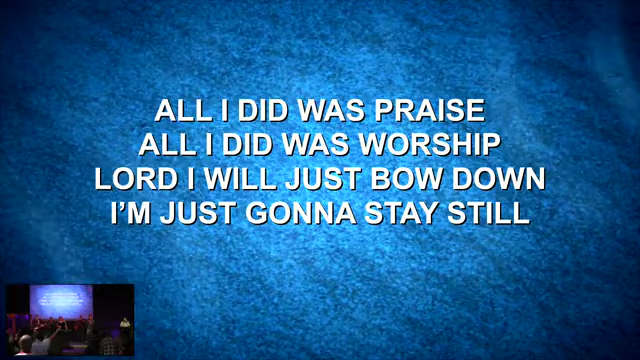 ALL I DID WAS PRAISE
ALL I DID WAS WORSHIP
LORD I WILL JUST BOW DOWN
I’M JUST GONNA STAY STILL